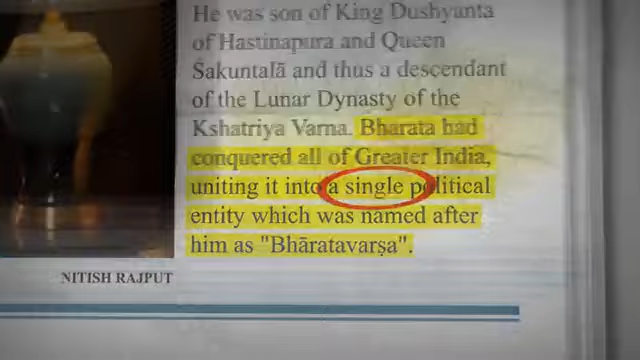 He was son of King Dushyanta
of Hastinapura and Queen
Śakuntalā and thus a descendant
of the Lunar Dynasty of the
Kshatriya Varna. Bharata had
conquered all of Greater India,
uniting it into a single political
entity which was named after
him as "Bhāratavarṣa".
NITISH RAJPUT